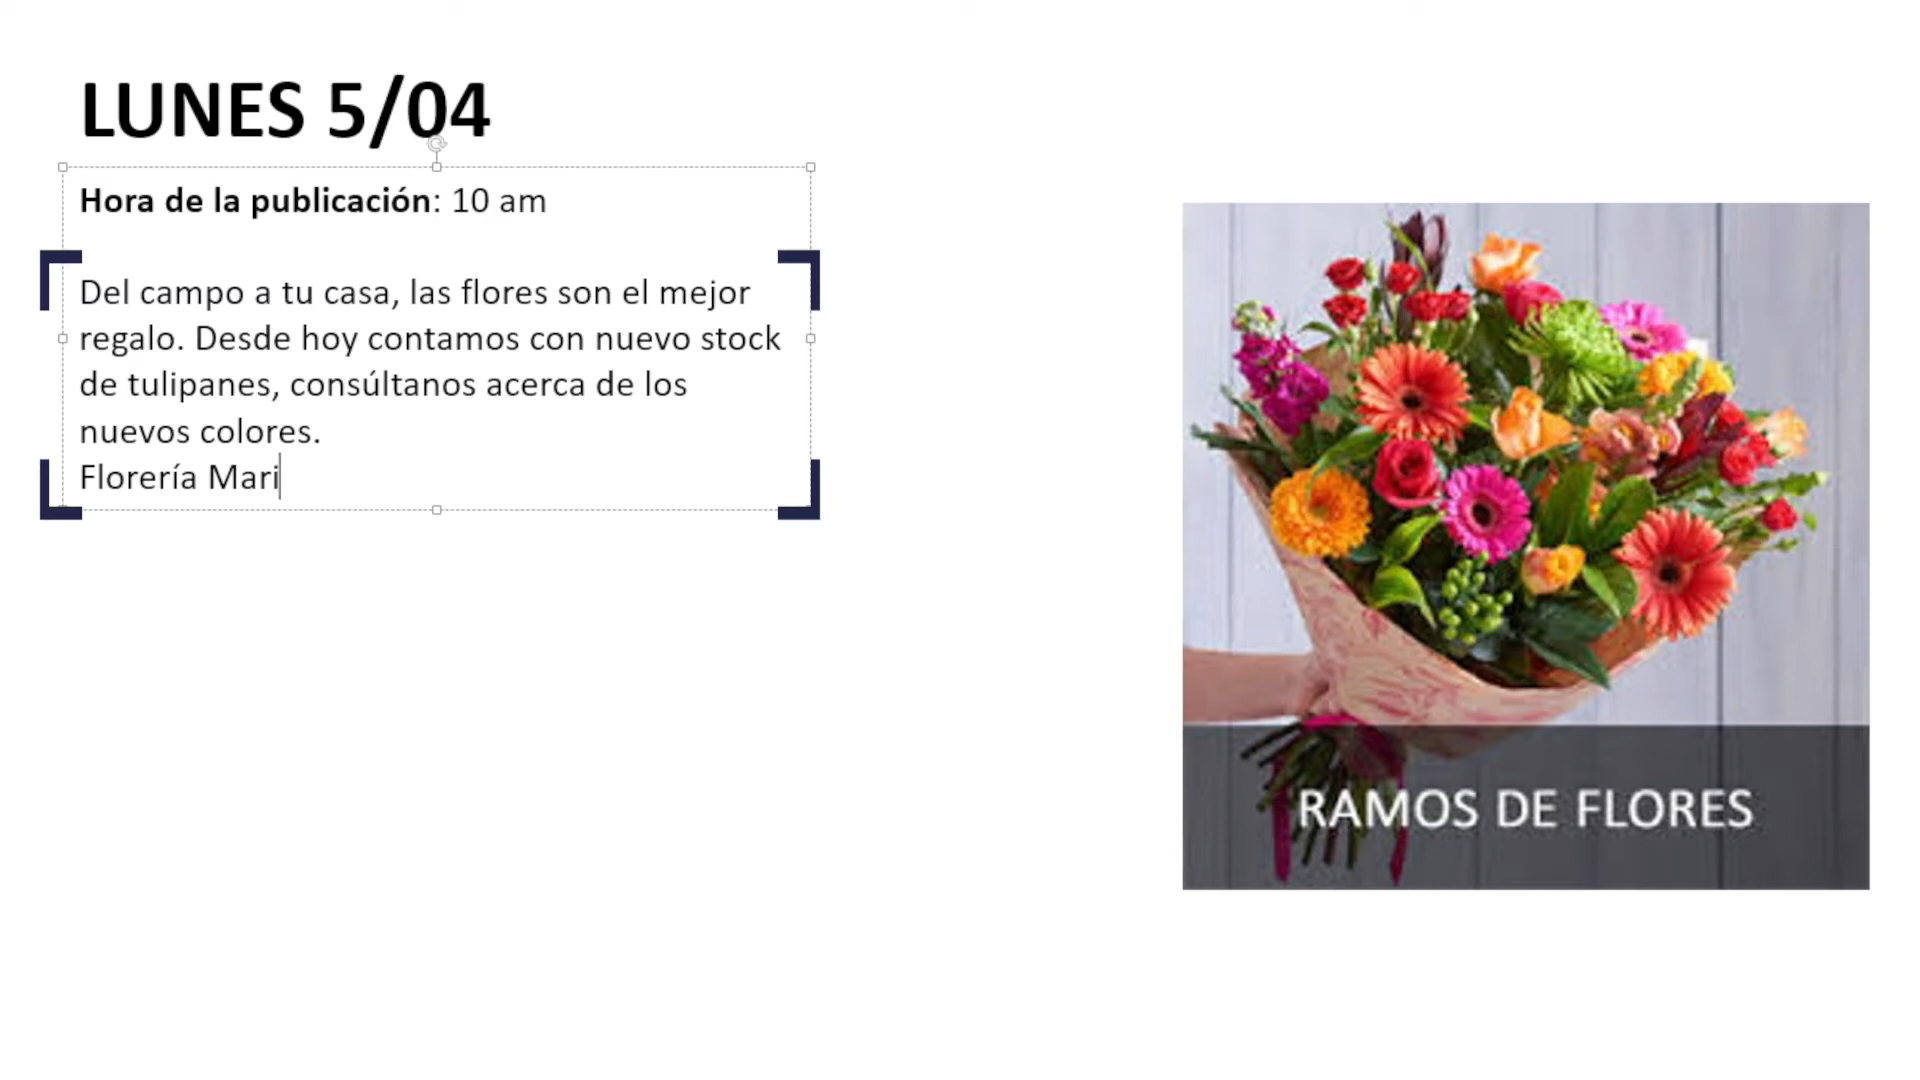 LUNES 5/04
Hora de la publicación: 10 am
Del campo a tu casa, las flores son el mejor
regalo. Desde hoy contamos con nuevo stock
de tulipanes, consúltanos acerca de los
nuevos colores.
Florería Mari
RAMOS DE FLORES